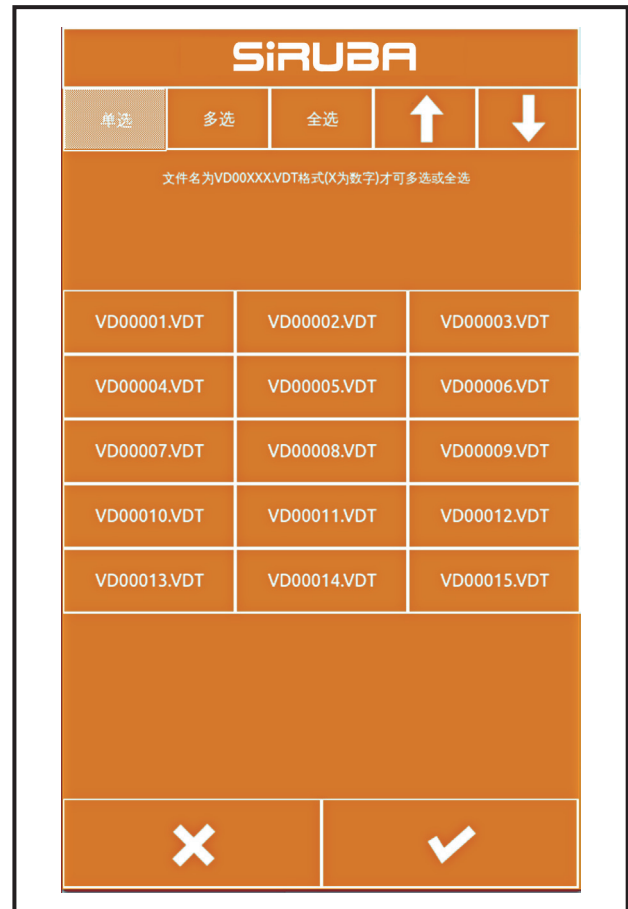 SiRUBA
单选 多选 全选
文件名为VD00XXX.VDT格式(X为数字)才可多选或全选
VD00001.VDT VD00002.VDT VD00003.VDT
VD00004.VDT VD00005.VDT VD00006.VDT
VD00007.VDT VD00008.VDT VD00009.VDT
VD00010.VDT VD00011.VDT VD00012.VDT
VD00013.VDT VD00014.VDT VD00015.VDT